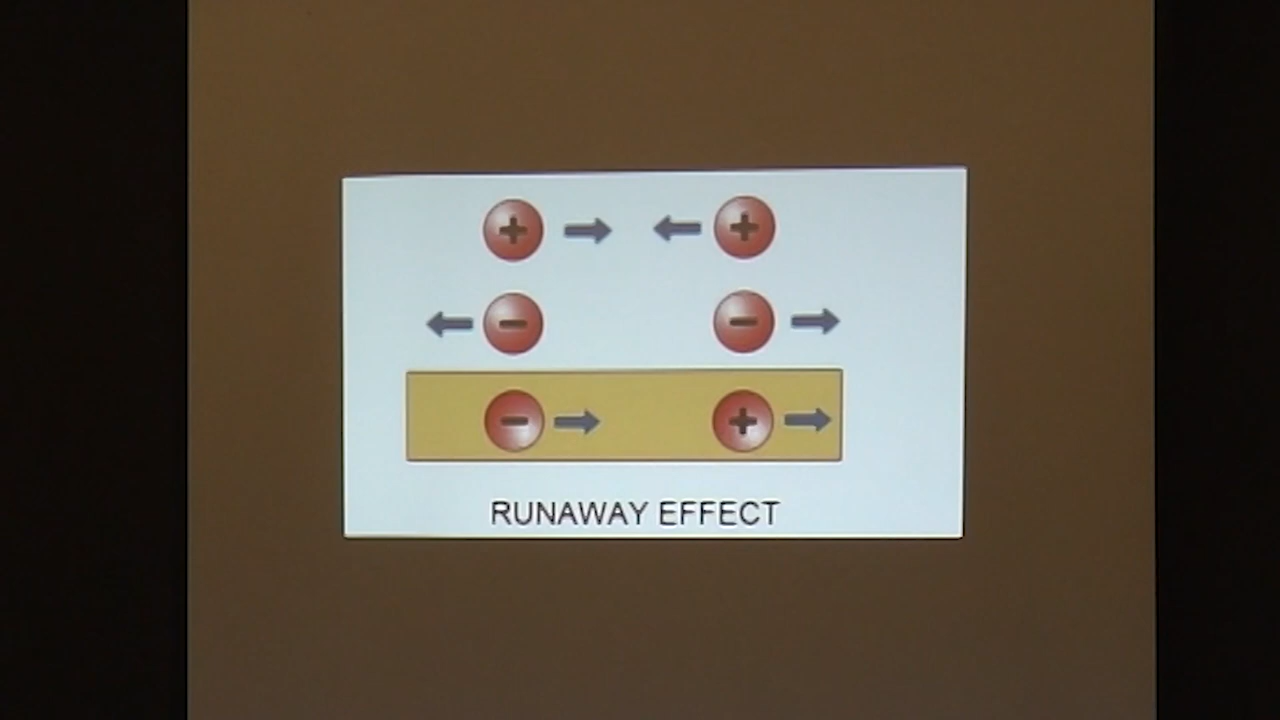 + +
- -
- +
RUNAWAY EFFECT